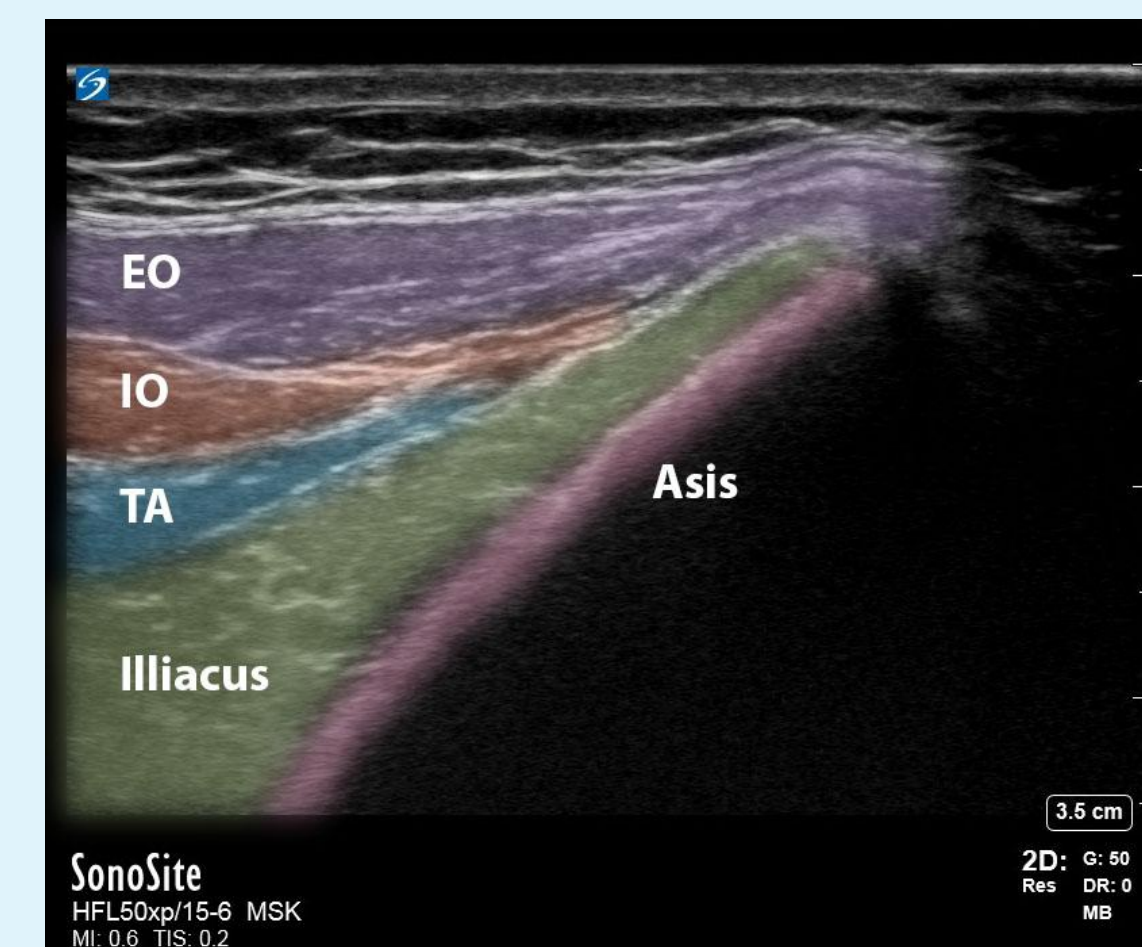 EO
IO
TA
Asis
Illiacus
3.5 cm
SonoSite
HFL50xp/15-6 MSK
MI: 0.6 TIS: 0.2
2D: G: 50
Res DR: 0
MB